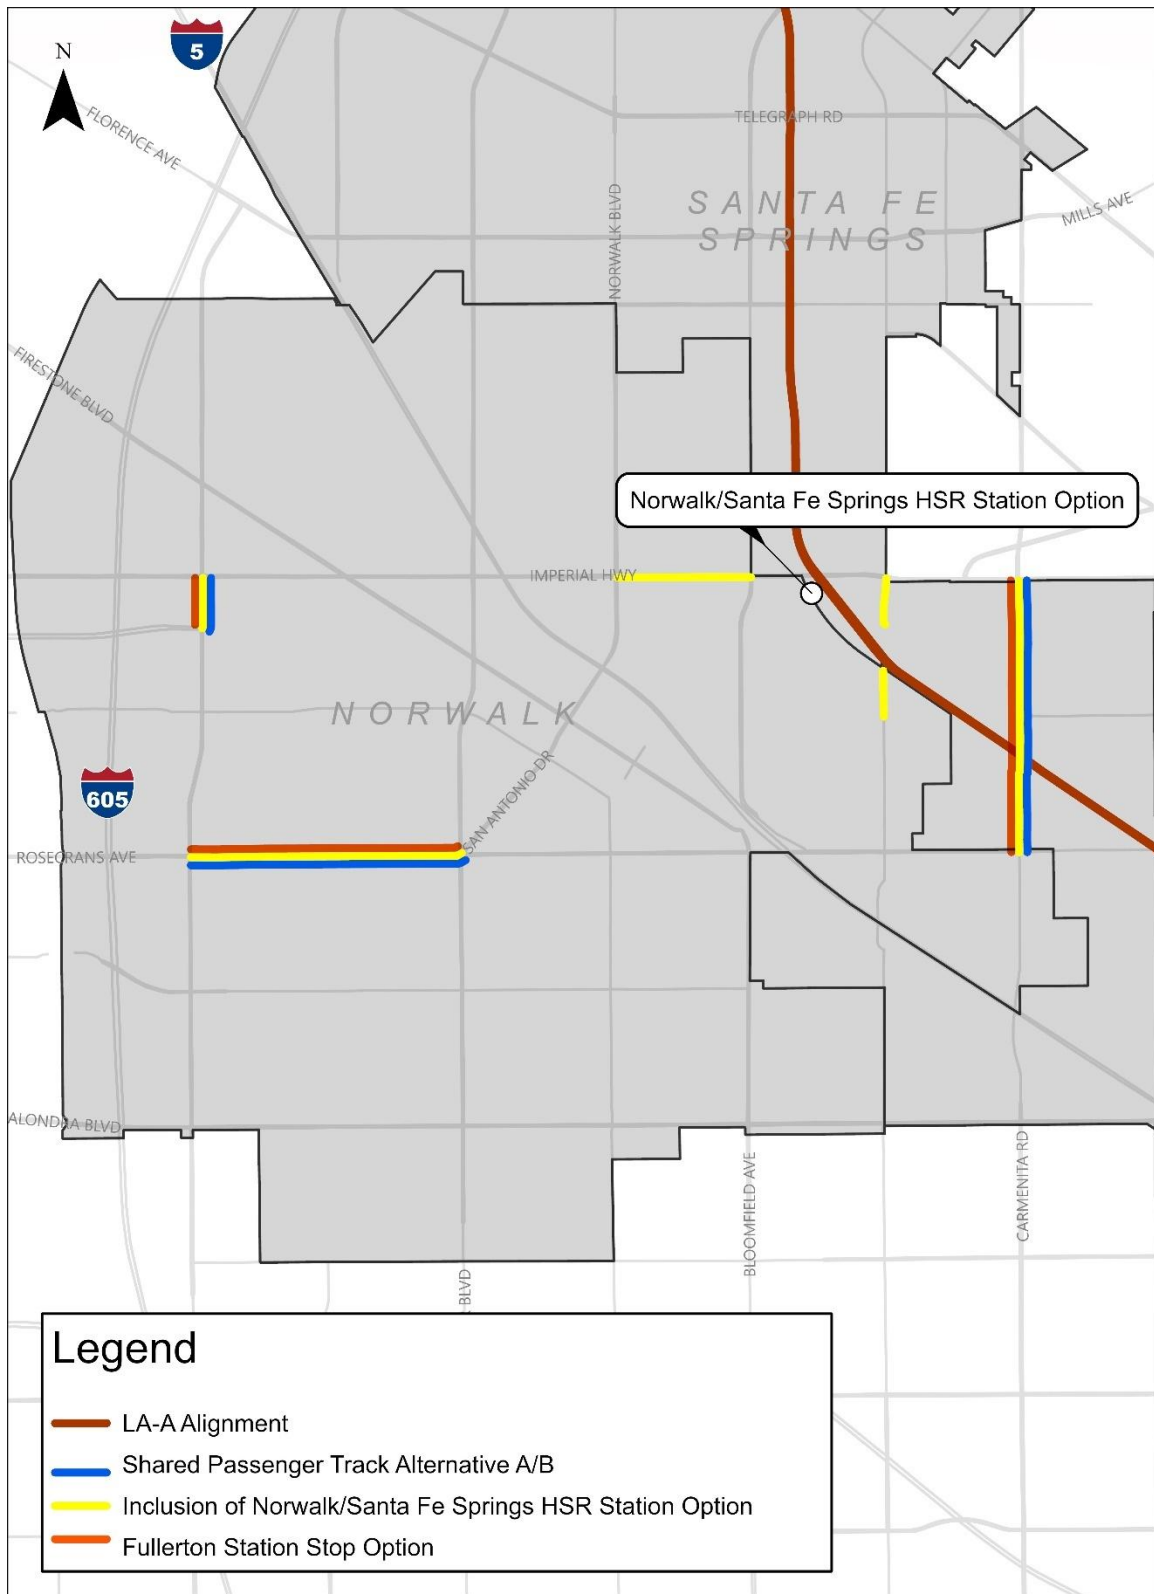 5
N
FLORENCE AVE
TELEGRAPH RD
NORWALK BLVD
SANTA FE
SPRINGS
MILLS AVE
FIRESTONE BLVD
Norwalk/Santa Fe Springs HSR Station Option
IMPERIAL HWY
NORWALK
SAN ANTONIO DR
605
ROSECRANS AVE
ALONDRA BLVD
BLOOMFIELD AVE
CARMENITA RD
BLVD
Legend
LA-A Alignment
Shared Passenger Track Alternative A/B
Inclusion of Norwalk/Santa Fe Springs HSR Station Option
Fullerton Station Stop Option